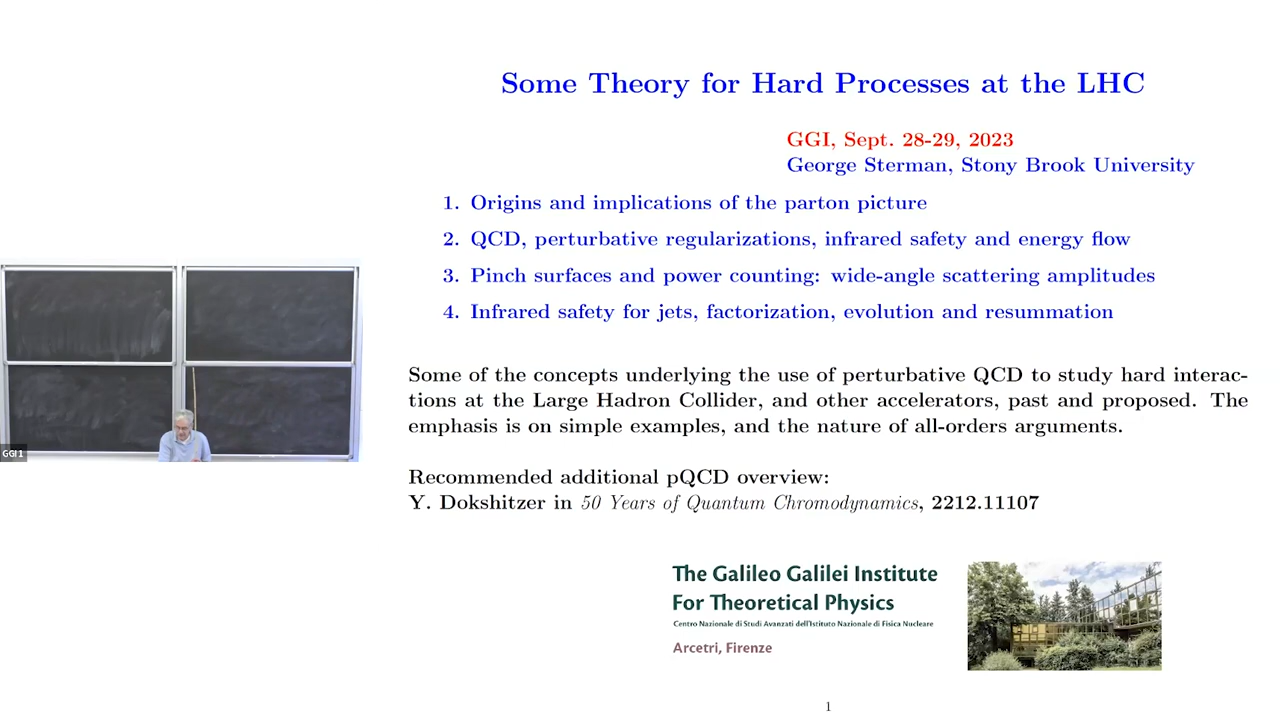 Some Theory for Hard Processes at the LHC
GGI, Sept. 28-29, 2023
George Sterman, Stony Brook University
1. Origins and implications of the parton picture
2. QCD, perturbative regularizations, infrared safety and energy flow
3. Pinch surfaces and power counting: wide-angle scattering amplitudes
4. Infrared safety for jets, factorization, evolution and resummation
Some of the concepts underlying the use of perturbative QCD to study hard interac-
tions at the Large Hadron Collider, and other accelerators, past and proposed. The
emphasis is on simple examples, and the nature of all-orders arguments.
Recommended additional pQCD overview:
Y. Dokshitzer in 50 Years of Quantum Chromodynamics, 2212.11107
GGI 1
The Galileo Galilei Institute
For Theoretical Physics
Centro Nazionale di Studi Avanzati dell'Istituto Nazionale di Fisica Nucleare
Arcetri, Firenze
1